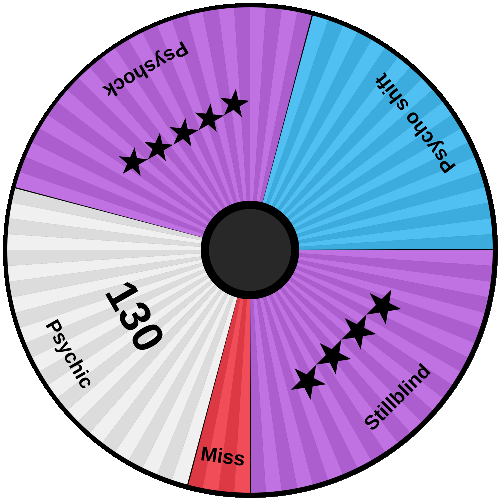 Psyshock
★★★★★
Psycho shift
Stillblind
★★★★
Miss
Psychic
130